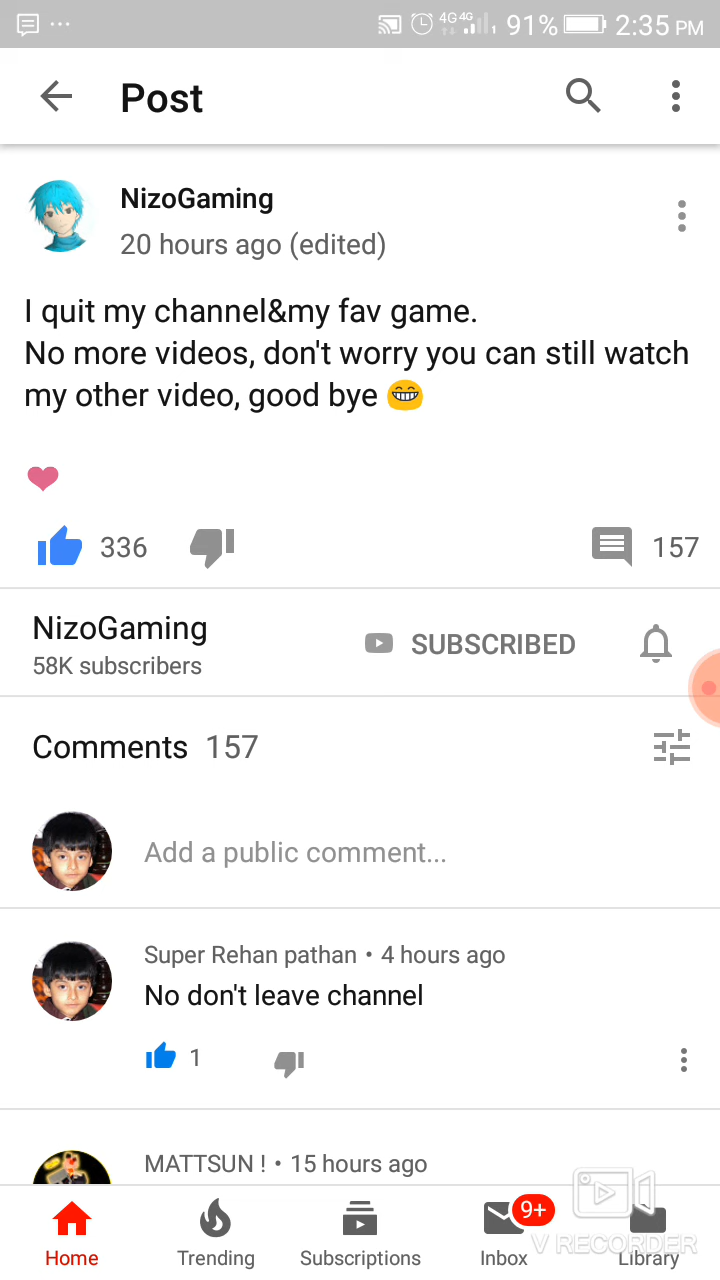 4G 4G 91% 2:35 PM
Post
NizoGaming
20 hours ago (edited)
I quit my channel&my fav game.
No more videos, don't worry you can still watch
my other video, good bye 😁
❤
336 157
NizoGaming
58K subscribers
SUBSCRIBED
Comments 157
Add a public comment...
Super Rehan pathan • 4 hours ago
No don't leave channel
1
MATTSUN ! • 15 hours ago
9+
Home Trending Subscriptions Inbox Library
V RECORDER